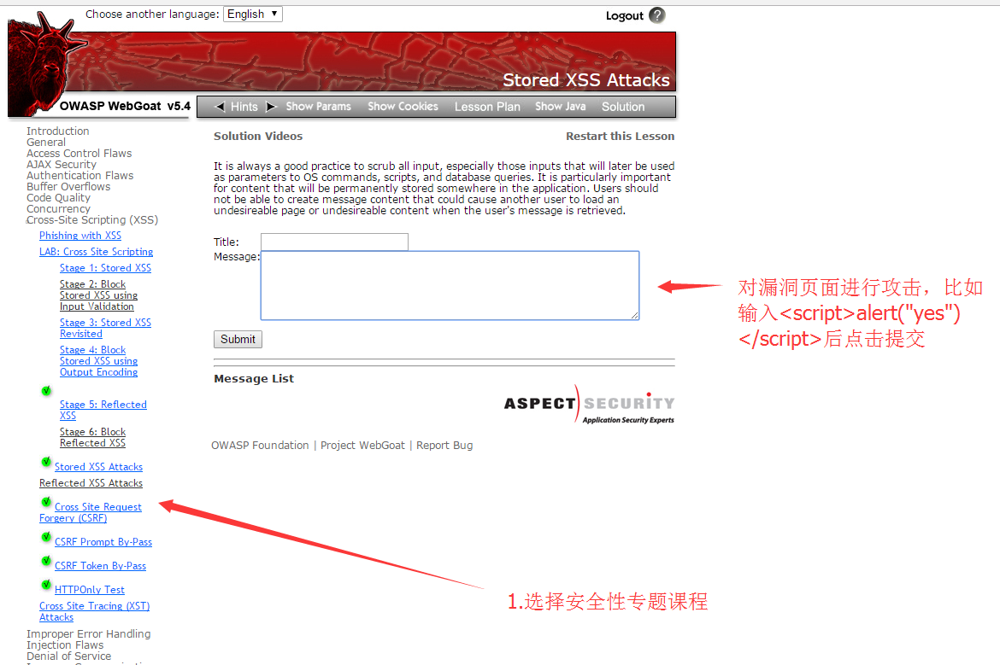 Choose another language: English
Logout ?
Stored XSS Attacks
OWASP WebGoat v5.4
Hints
Show Params
Show Cookies
Lesson Plan
Show Java
Solution
Introduction
General
Access Control Flaws
AJAX Security
Authentication Flaws
Buffer Overflows
Code Quality
Concurrency
Cross-Site Scripting (XSS)
Phishing with XSS
LAB: Cross Site Scripting
Stage 1: Stored XSS
Stage 2: Block
Stored XSS using
Input Validation
Stage 3: Stored XSS
Revisited
Stage 4: Block
Stored XSS using
Output Encoding
Stage 5: Reflected
XSS
Stage 6: Block
Reflected XSS
Stored XSS Attacks
Reflected XSS Attacks
Cross Site Request
Forgery (CSRF)
CSRF Prompt By-Pass
CSRF Token By-Pass
HTTPOnly Test
Cross Site Tracing (XST)
Attacks
Improper Error Handling
Injection Flaws
Denial of Service
Solution Videos
Restart this Lesson
It is always a good practice to scrub all input, especially those inputs that will later be used
as parameters to OS commands, scripts, and database queries. It is particularly important
for content that will be permanently stored somewhere in the application. Users should
not be able to create message content that could cause another user to load an
undesireable page or undesireable content when the user's message is retrieved.
Title:
Message:
Submit
Message List
ASPECT SECURITY
Application Security Experts
OWASP Foundation | Project WebGoat | Report Bug
对漏洞页面进行攻击，比如
输入<script>alert("yes")
</script>后点击提交
1.选择安全性专题课程